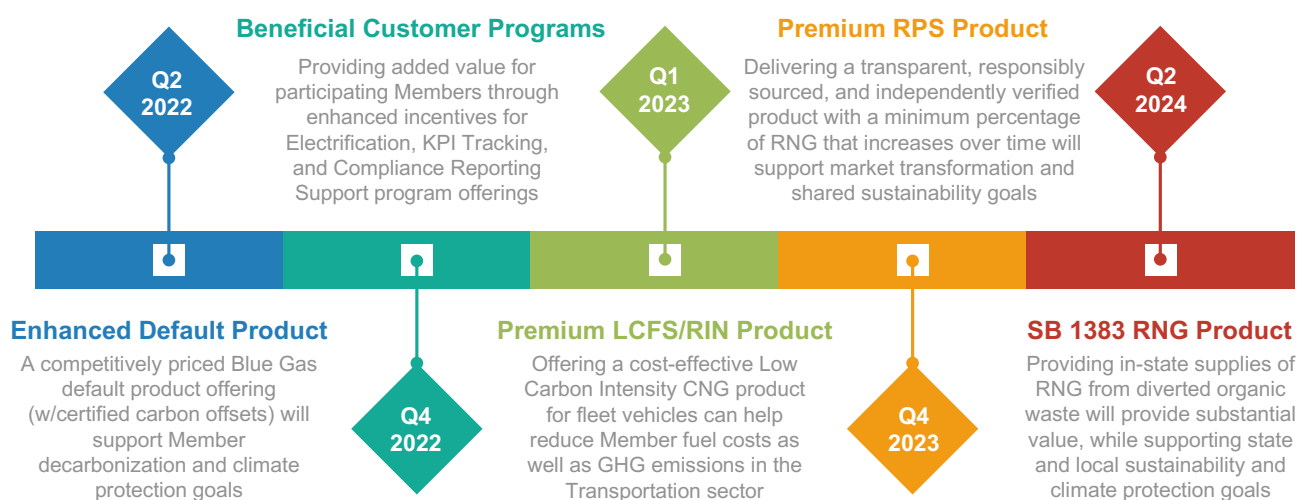 Q2
2022
Beneficial Customer Programs
Providing added value for
participating Members through
enhanced incentives for
Electrification, KPI Tracking,
and Compliance Reporting
Support program offerings
Q1
2023
Premium RPS Product
Delivering a transparent, responsibly
sourced, and independently verified
product with a minimum percentage
of RNG that increases over time will
support market transformation and
shared sustainability goals
Q2
2024
Enhanced Default Product
A competitively priced Blue Gas
default product offering
(w/certified carbon offsets) will
support Member
decarbonization and climate
protection goals
Q4
2022
Premium LCFS/RIN Product
Offering a cost-effective Low
Carbon Intensity CNG product
for fleet vehicles can help
reduce Member fuel costs as
well as GHG emissions in the
Transportation sector
Q4
2023
SB 1383 RNG Product
Providing in-state supplies of
RNG from diverted organic
waste will provide substantial
value, while supporting state
and local sustainability and
climate protection goals